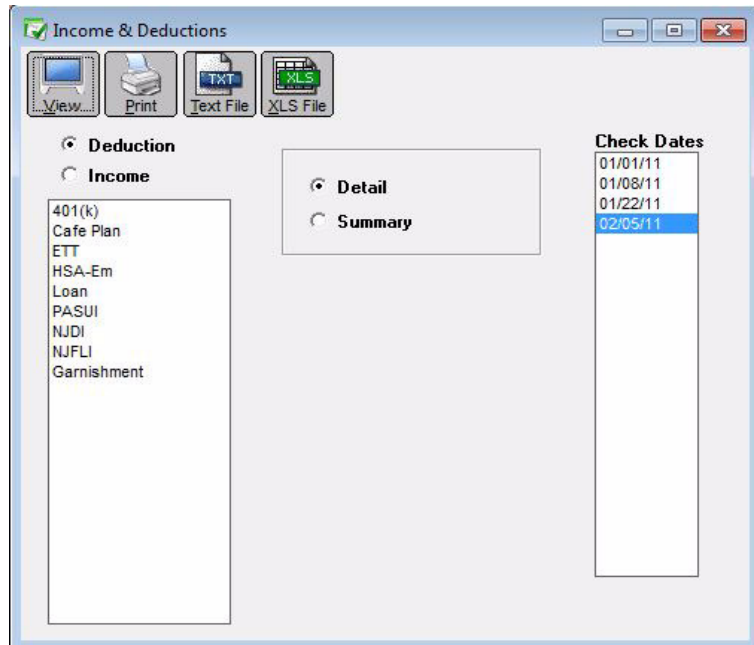 Income & Deductions
View...
Print
TXT
Text File
XLS
XLS File
Deduction
Income
401(k)
Cafe Plan
ETT
HSA-Em
Loan
PASUI
NJDI
NJFLI
Garnishment
Detail
Summary
Check Dates
01/01/11
01/08/11
01/22/11
02/05/11